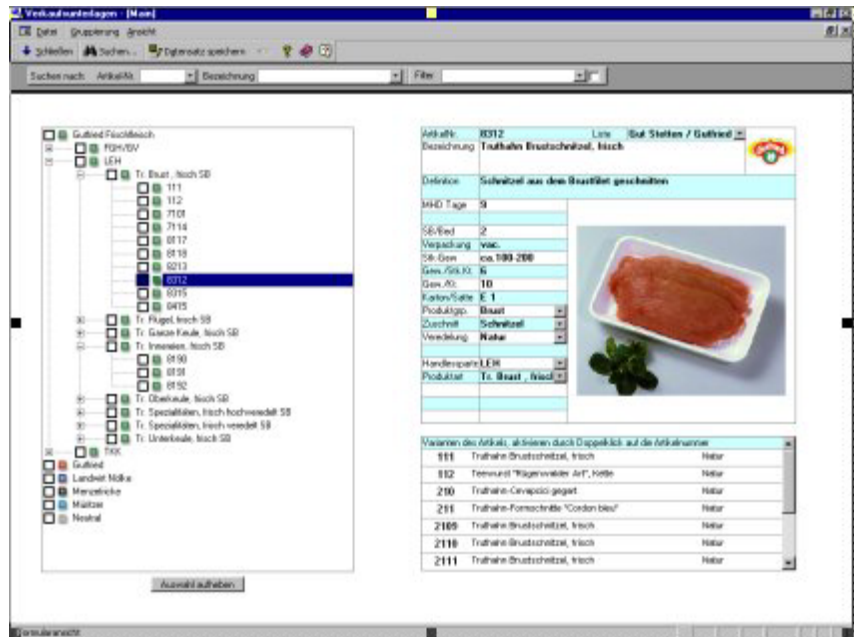 Verkaufsunterlagen - [Main]
Datei Gruppierung Ansicht
Schließen Suchen... Datensatz speichern
Suchen nach: ArtikelNr. Bezeichnung Filter
Gutfried Frischfleisch
FGH/GV
LEH
Tr. Brust , frisch SB
111
112
7101
7114
8117
8118
8213
8312
8315
8415
Tr. Flügel, frisch SB
Tr. Ganze Keule, frisch SB
Tr. Innereien, frisch SB
8190
8191
8192
Tr. Oberkeule, frisch SB
Tr. Spezialitäten, frisch hochveredelt SB
Tr. Spezialitäten, frisch veredelt SB
Tr. Unterkeule, frisch SB
TKK
Gutfried
Landwirt Nölke
Menzefricke
Müritzer
Neutral
Auswahl aufheben
ArtikelNr. 8312 Liste Gut Stetten / Gutfried
Bezeichnung Truthahn Brustschnitzel, frisch
Gutfried
Definition Schnitzel aus dem Brustfilet geschnitten
MHD Tage 9
SB/Bed 2
Verpackung vac.
Stk.Gew ca.100-200
Gew./Stk.Kt. 6
Gew./Kt. 10
Karton/Satte E 1
Produktgrp. Brust
Zuschnitt Schnitzel
Veredelung Natur
Handlessparte LEH
Produktart Tr. Brust , frisch
Varianten des Artikels, aktivieren durch Doppelklick auf die Artikelnummer
111 Truthahn Brustschnitzel, frisch Natur
112 Teewurst "Rügenwalder Art", Kette Natur
210 Truthahn-Cevapcici gegart Natur
211 Truthahn-Formschnitte "Cordon bleu" Natur
2109 Truthahn Brustschnitzel, frisch Natur
2110 Truthahn Brustschnitzel, frisch Natur
2111 Truthahn Brustschnitzel, frisch Natur
Formularansicht